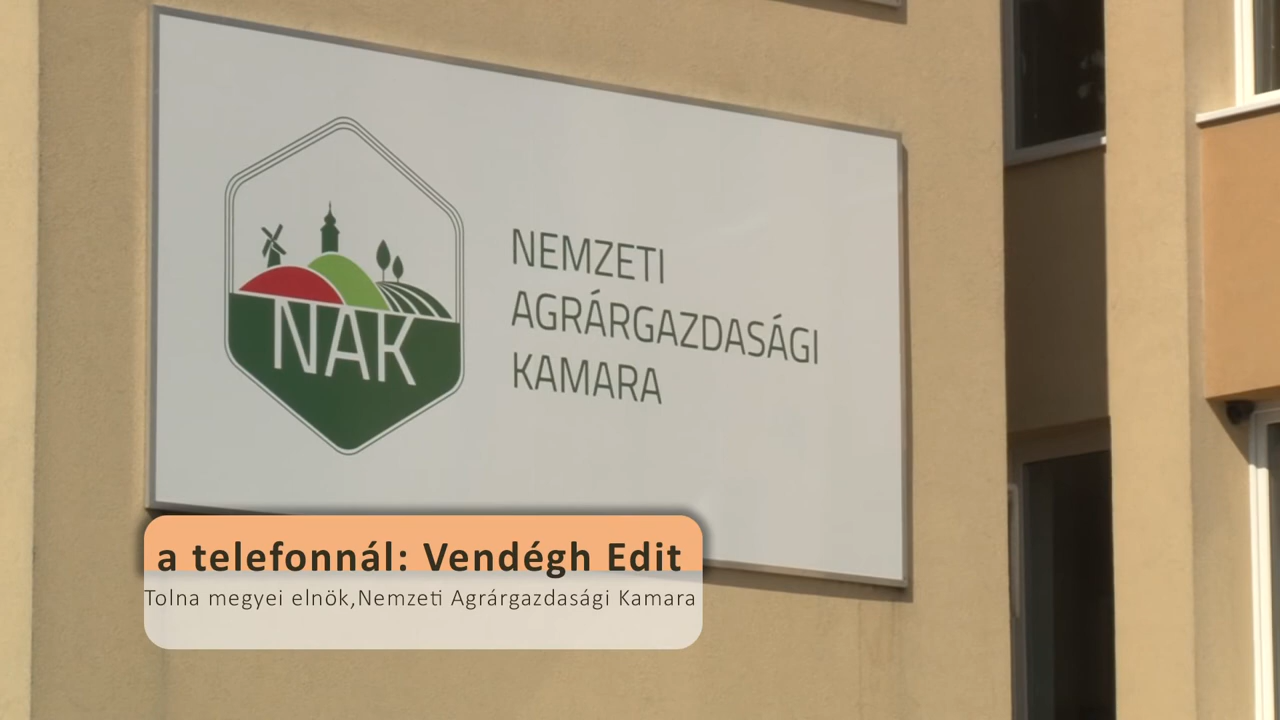 NAK
NEMZETI
AGRÁRGAZDASÁGI
KAMARA
a telefonnál: Vendégh Edit
Tolna megyei elnök,Nemzeti Agrárgazdasági Kamara